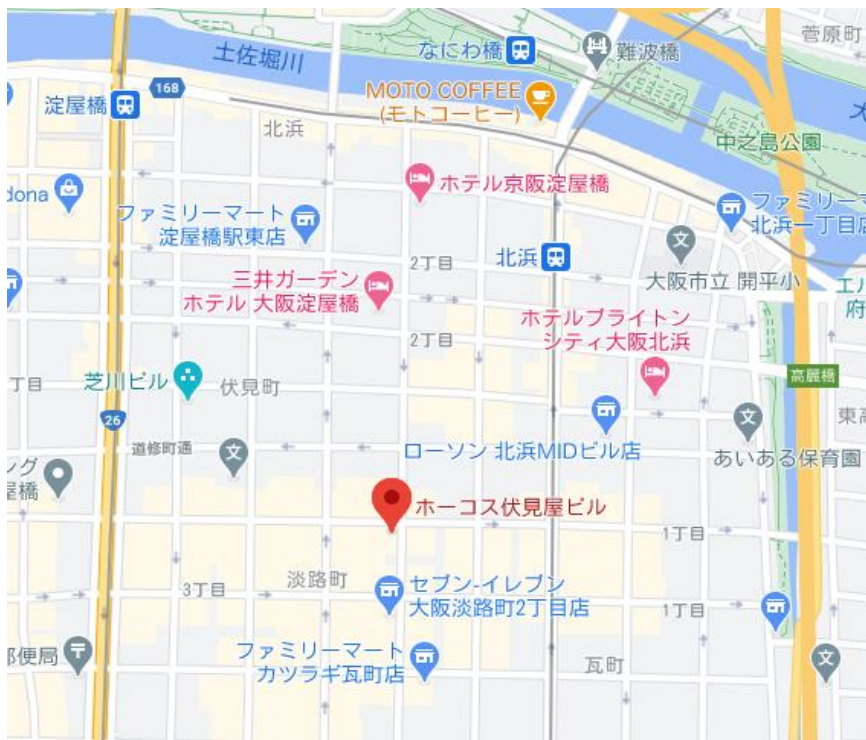 菅原町
土佐堀川
なにわ橋
難波橋
MOTO COFFEE
(モトコーヒー)
168
淀屋橋
北浜
中之島公園
ホテル京阪淀屋橋
dona
ファミリーマート
淀屋橋駅東店
ファミリーマ
北浜一丁目店
2丁目
北浜
文
大阪市立 開平小
三井ガーデン
ホテル 大阪淀屋橋
エル
府
ホテルブライトン
シティ大阪北浜
2丁目
芝川ビル
伏見町
丁目
高麗橋
26
文
東高
ローソン 北浜MIDビル店
道修町通
文
あいある保育園
ング
屋橋
ホーコス伏見屋ビル
1丁目
淡路町
3丁目
セブン-イレブン
大阪淡路町2丁目店
1丁目
ファミリーマート
カツラギ瓦町店
郵便局
瓦町
文